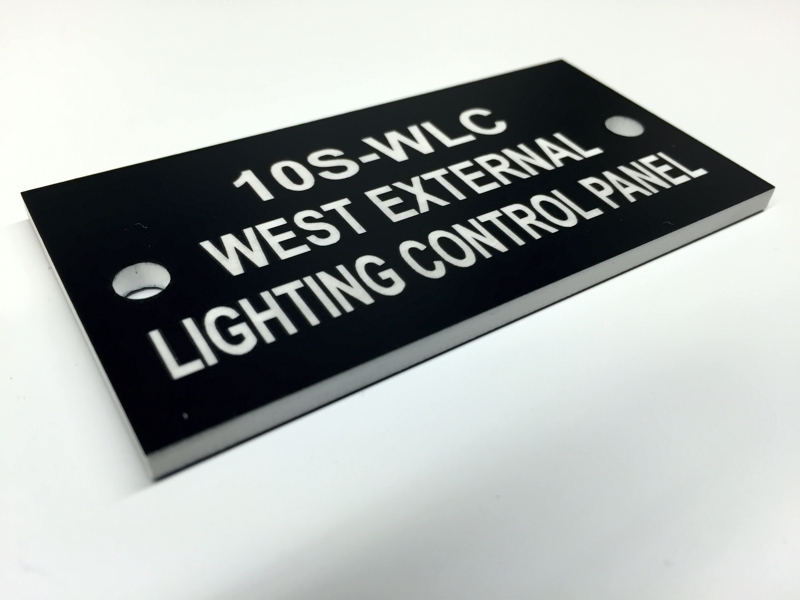 10S-WLC
WEST EXTERNAL
LIGHTING CONTROL PANEL